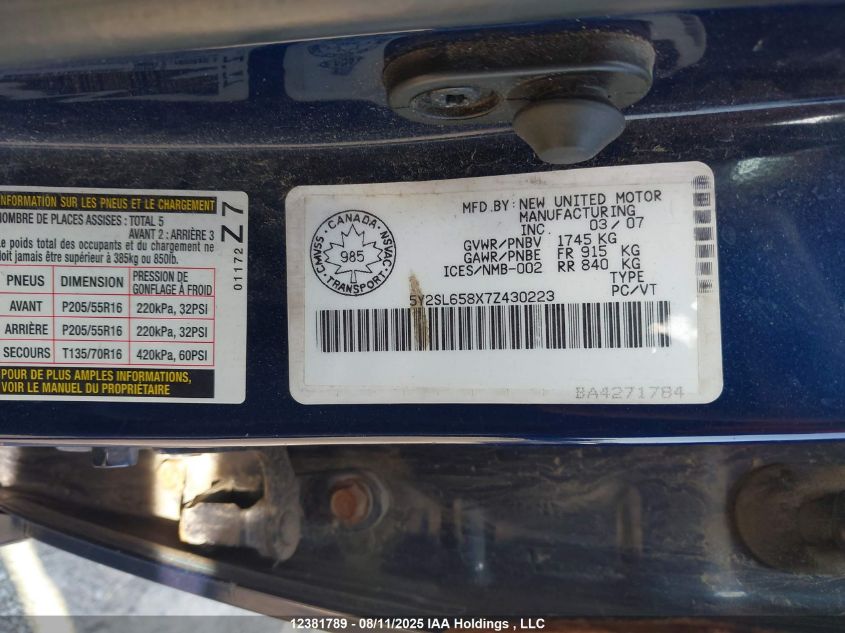 INFORMATION SUR LES PNEUS ET LE CHARGEMENT
NOMBRE DE PLACES ASSISES : TOTAL 5
AVANT 2 : ARRIÈRE 3
Le poids total des occupants et du chargement ne
doit jamais être supérieur à 385kg ou 850lb.
PNEUS DIMENSION PRESSION DE GONFLAGE À FROID
AVANT P205/55R16 220kPa, 32PSI
ARRIÈRE P205/55R16 220kPa, 32PSI
SECOURS T135/70R16 420kPa, 60PSI
POUR DE PLUS AMPLES INFORMATIONS,
VOIR LE MANUEL DU PROPRIÉTAIRE
01172 Z7
CANADA
CMVSS NSVAC
985
TRANSPORT
MFD.BY: NEW UNITED MOTOR
MANUFACTURING
INC. 03/07
GVWR/PNBV 1745 KG
GAWR/PNBE FR 915 KG
ICES/NMB-002 RR 840 KG
TYPE
5Y2SL658X7Z430223 PC/VT
BA4271784
12381789 - 08/11/2025 IAA Holdings , LLC